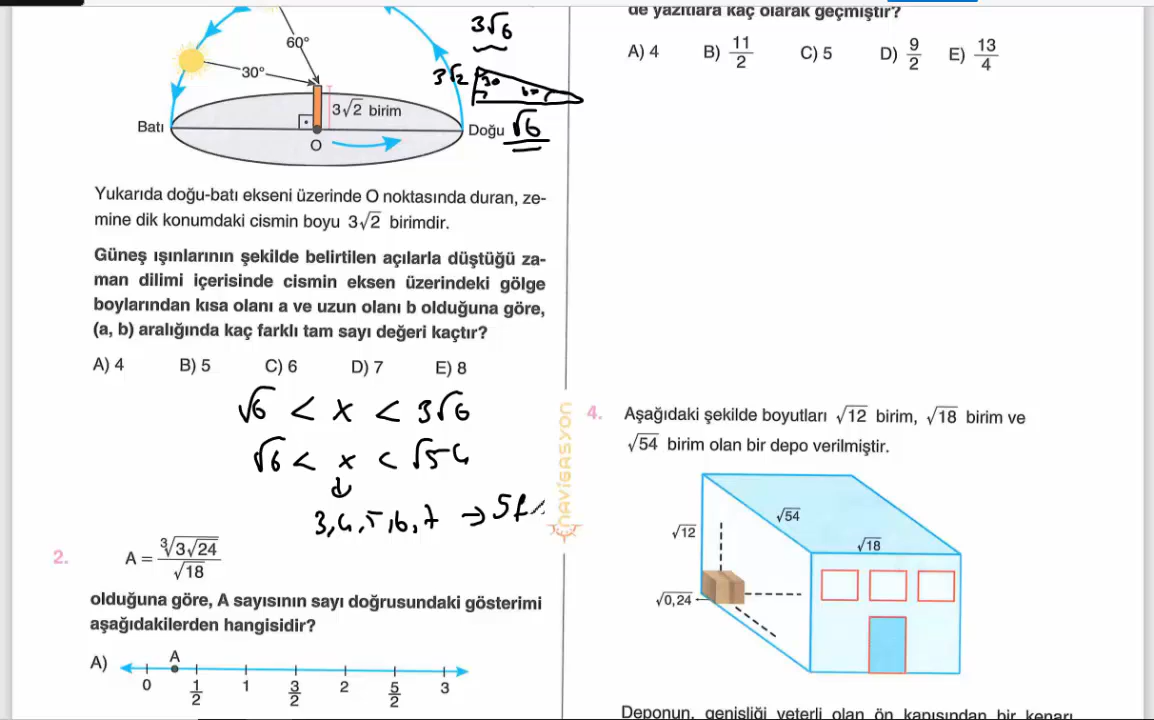 60°
30°
3√2 birim
Batı
Doğu
O
3√6
3√2
30
60
√6
Yukarıda doğu-batı ekseni üzerinde O noktasında duran, ze-
mine dik konumdaki cismin boyu 3√2 birimdir.
Güneş ışınlarının şekilde belirtilen açılarla düştüğü za-
man dilimi içerisinde cismin eksen üzerindeki gölge
boylarından kısa olanı a ve uzun olanı b olduğuna göre,
(a, b) aralığında kaç farklı tam sayı değeri kaçtır?
A) 4 B) 5 C) 6 D) 7 E) 8
√6 < x < 3√6
√6 < x < √54
3,4,5,6,7 → 5f
2. A = ∛(3√24) / √18
olduğuna göre, A sayısının sayı doğrusundaki gösterimi
aşağıdakilerden hangisidir?
A) A
0 1/2 1 3/2 2 5/2 3
de yazıtlara kaç olarak geçmiştir?
A) 4 B) 11/2 C) 5 D) 9/2 E) 13/4
NAVİGASYON
4. Aşağıdaki şekilde boyutları √12 birim, √18 birim ve
√54 birim olan bir depo verilmiştir.
√54
√12
√18
√0,24
Deponun, genişliği yeterli olan ön kapısından bir kenarı